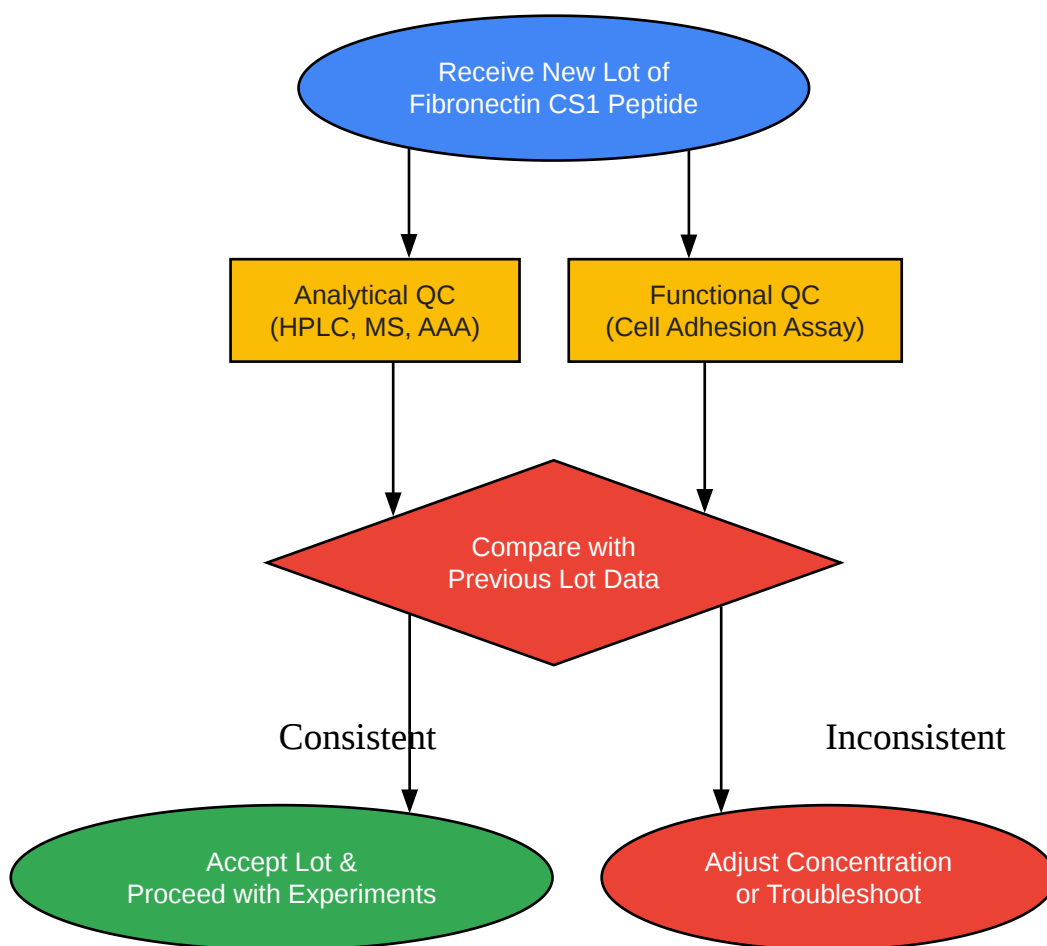 Receive New Lot of
Fibronectin CS1 Peptide
Analytical QC
(HPLC, MS, AAA)
Functional QC
(Cell Adhesion Assay)
Compare with
Previous Lot Data
Consistent
Inconsistent
Accept Lot &
Proceed with Experiments
Adjust Concentration
or Troubleshoot